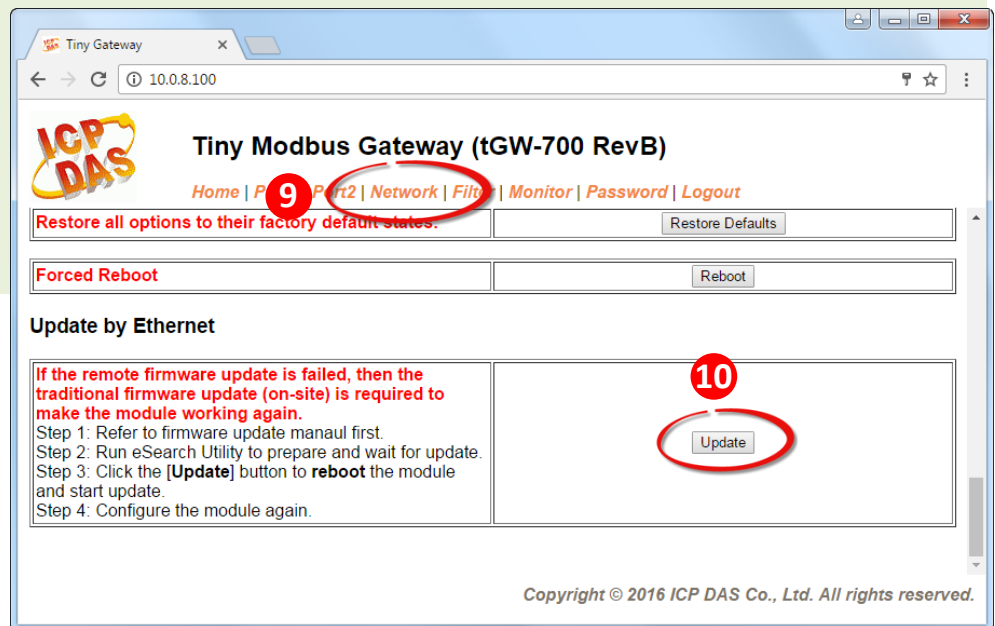 Tiny Gateway
10.0.8.100
ICP DAS
Tiny Modbus Gateway (tGW-700 RevB)
9
Home | P Port2 | Network | Filter | Monitor | Password | Logout
Restore all options to their factory default states.
Restore Defaults
Forced Reboot
Reboot
Update by Ethernet
If the remote firmware update is failed, then the
traditional firmware update (on-site) is required to
make the module working again.
Step 1: Refer to firmware update manaul first.
Step 2: Run eSearch Utility to prepare and wait for update.
Step 3: Click the [Update] button to reboot the module
and start update.
Step 4: Configure the module again.
10
Update
Copyright © 2016 ICP DAS Co., Ltd. All rights reserved.